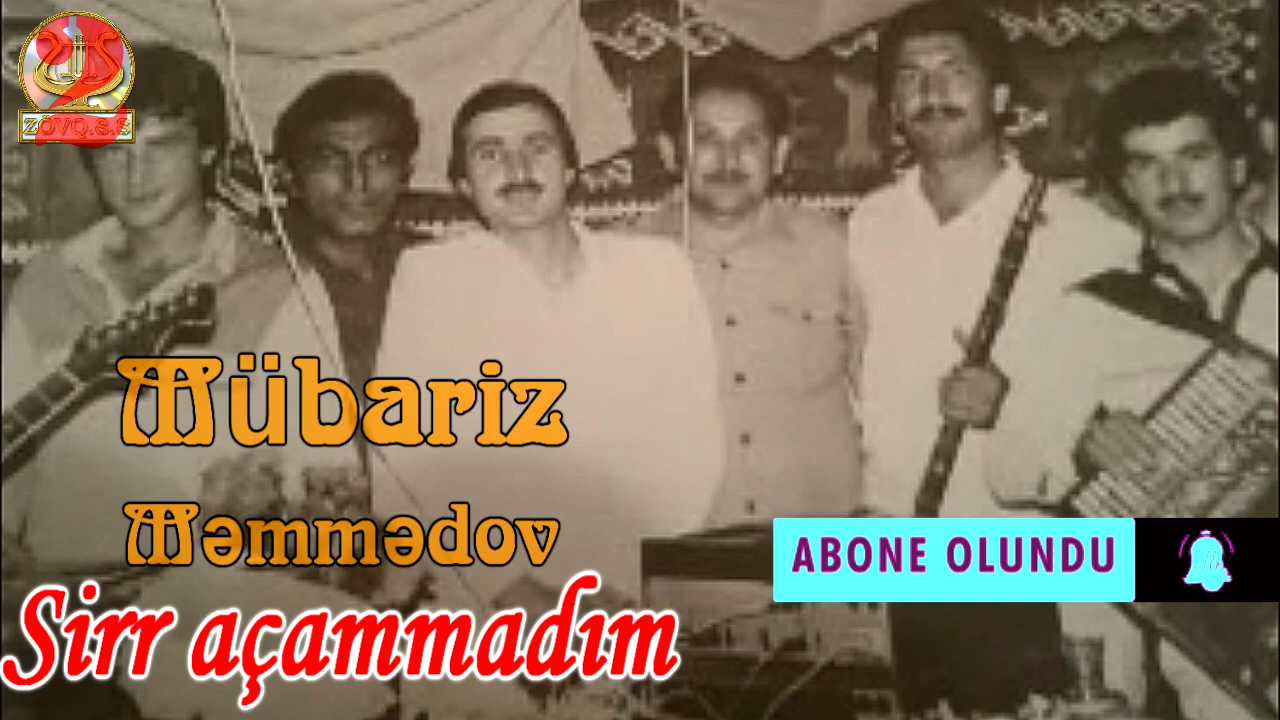 ZÖVQ.S.S
Mübariz
Məmmədov
ABONE OLUNDU
Sirr açammadım